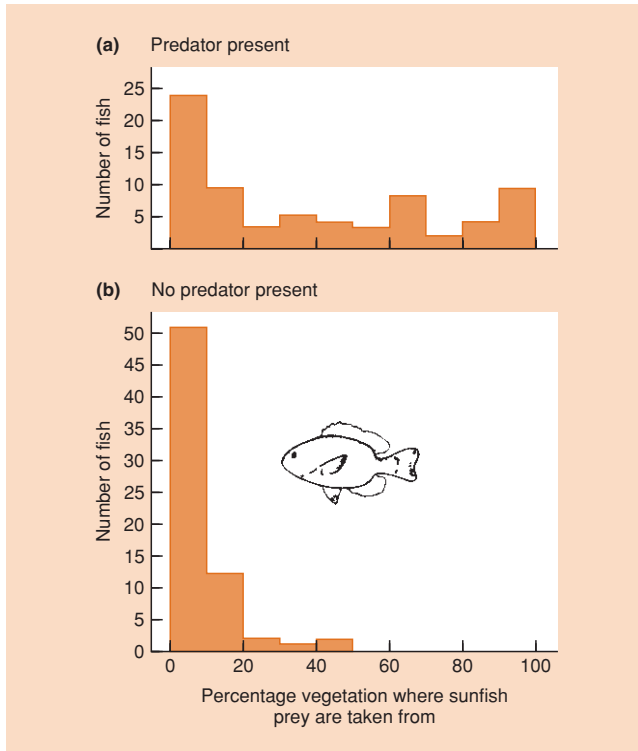 (a) Predator present
Number of fish
25
20
15
10
5
(b) No predator present
Number of fish
50
45
40
35
30
25
20
15
10
5
0
0 20 40 60 80 100
Percentage vegetation where sunfish
prey are taken from